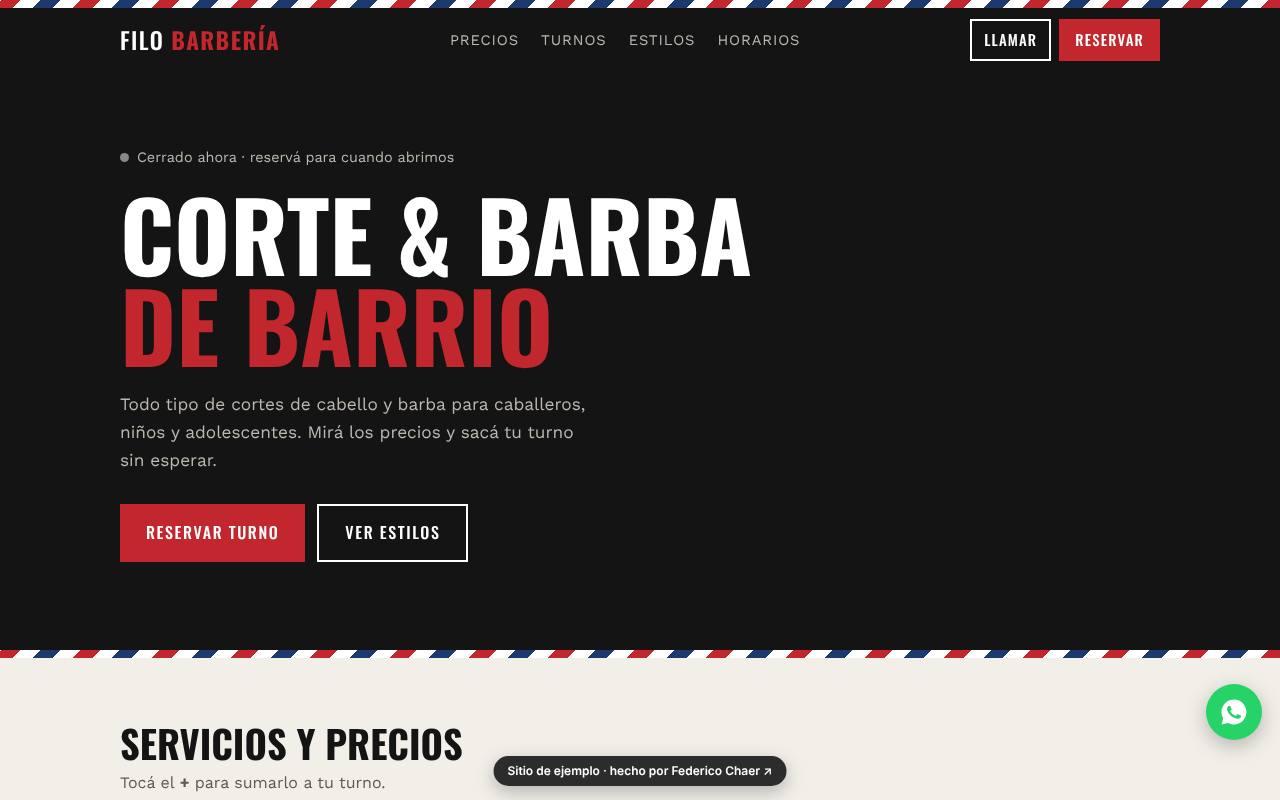 FILO BARBERÍA
PRECIOS
TURNOS
ESTILOS
HORARIOS
LLAMAR
RESERVAR
Cerrado ahora · reservá para cuando abrimos
CORTE & BARBA
DE BARRIO
Todo tipo de cortes de cabello y barba para caballeros,
niños y adolescentes. Mirá los precios y sacá tu turno
sin esperar.
RESERVAR TURNO
VER ESTILOS
SERVICIOS Y PRECIOS
Tocá el + para sumarlo a tu turno.
Sitio de ejemplo · hecho por Federico Chaer ↗